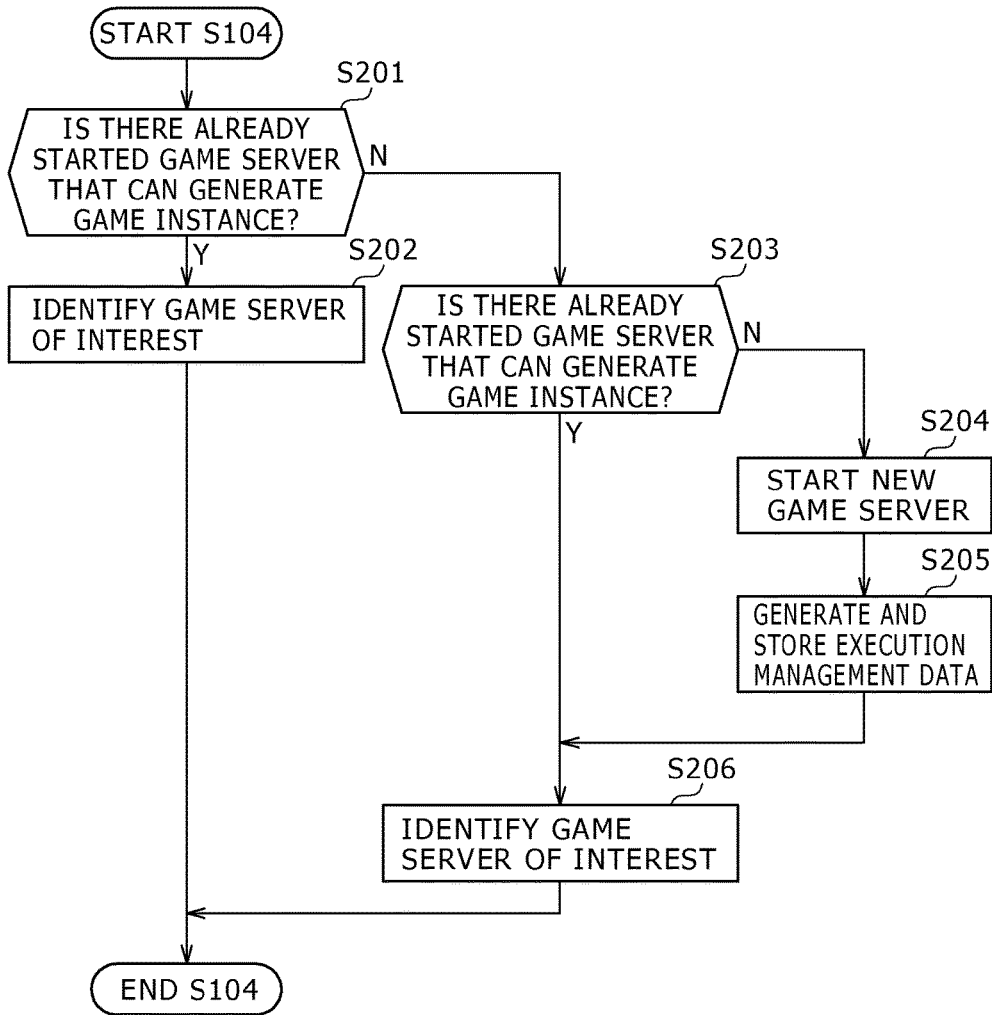 START S104
S201
IS THERE ALREADY
STARTED GAME SERVER
THAT CAN GENERATE
GAME INSTANCE?
N
Y
S202
IDENTIFY GAME SERVER
OF INTEREST
S203
IS THERE ALREADY
STARTED GAME SERVER
THAT CAN GENERATE
GAME INSTANCE?
N
Y
S204
START NEW
GAME SERVER
S205
GENERATE AND
STORE EXECUTION
MANAGEMENT DATA
S206
IDENTIFY GAME
SERVER OF INTEREST
END S104